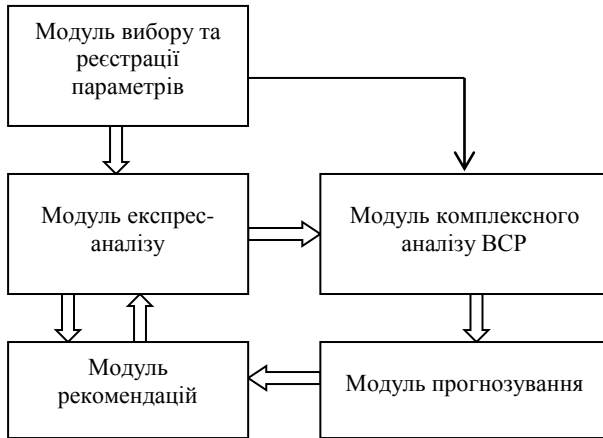 Модуль вибору та
реєстрації
параметрів
Модуль експрес-
аналізу
Модуль комплексного
аналізу ВСР
Модуль
рекомендацій
Модуль прогнозування